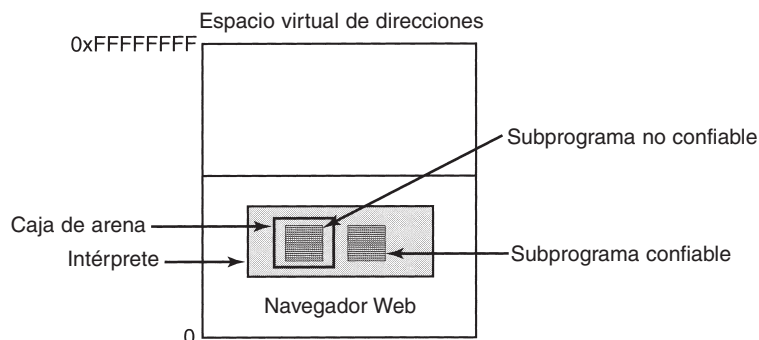 Espacio virtual de direcciones
0xFFFFFFFF
Subprograma no confiable
Caja de arena
Intérprete
Subprograma confiable
Navegador Web
0